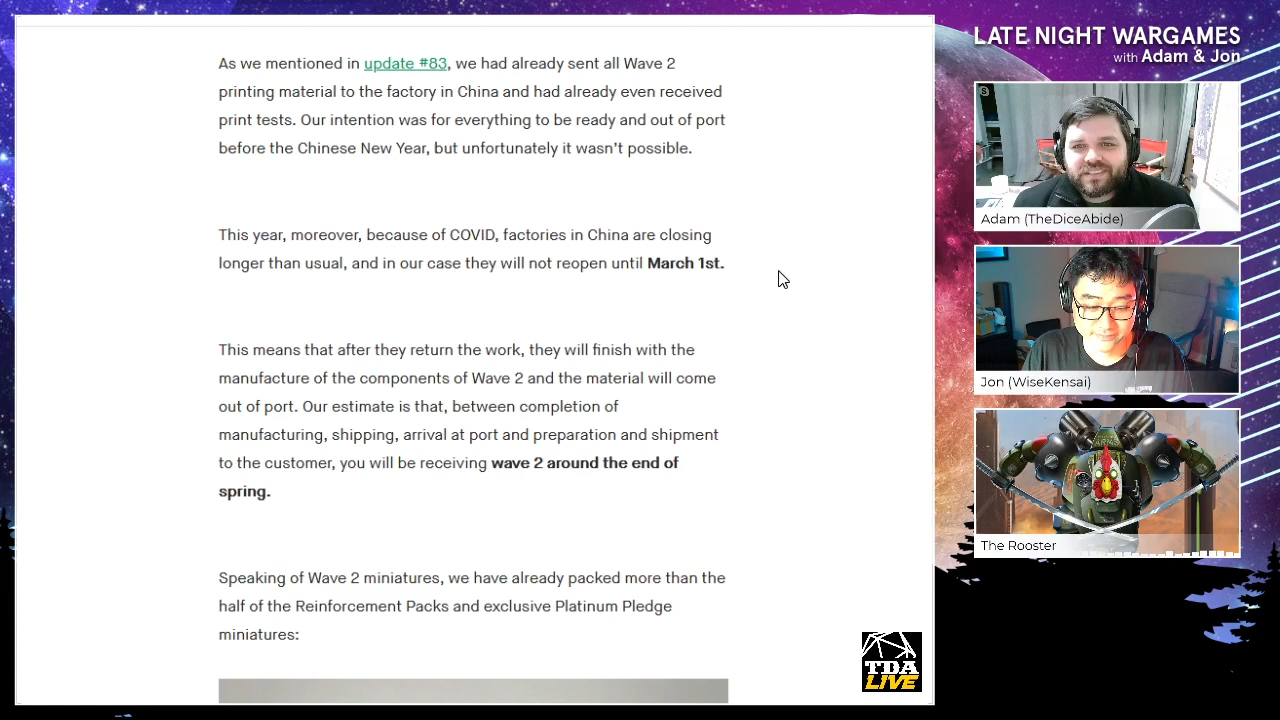 As we mentioned in update #83, we had already sent all Wave 2
printing material to the factory in China and had already even received
print tests. Our intention was for everything to be ready and out of port
before the Chinese New Year, but unfortunately it wasn't possible.
This year, moreover, because of COVID, factories in China are closing
longer than usual, and in our case they will not reopen until March 1st.
This means that after they return the work, they will finish with the
manufacture of the components of Wave 2 and the material will come
out of port. Our estimate is that, between completion of
manufacturing, shipping, arrival at port and preparation and shipment
to the customer, you will be receiving wave 2 around the end of
spring.
Speaking of Wave 2 miniatures, we have already packed more than the
half of the Reinforcement Packs and exclusive Platinum Pledge
miniatures:
LATE NIGHT WARGAMES
with Adam & Jon
Adam (TheDiceAbide)
Jon (WiseKensai)
The Rooster
TDA
LIVE